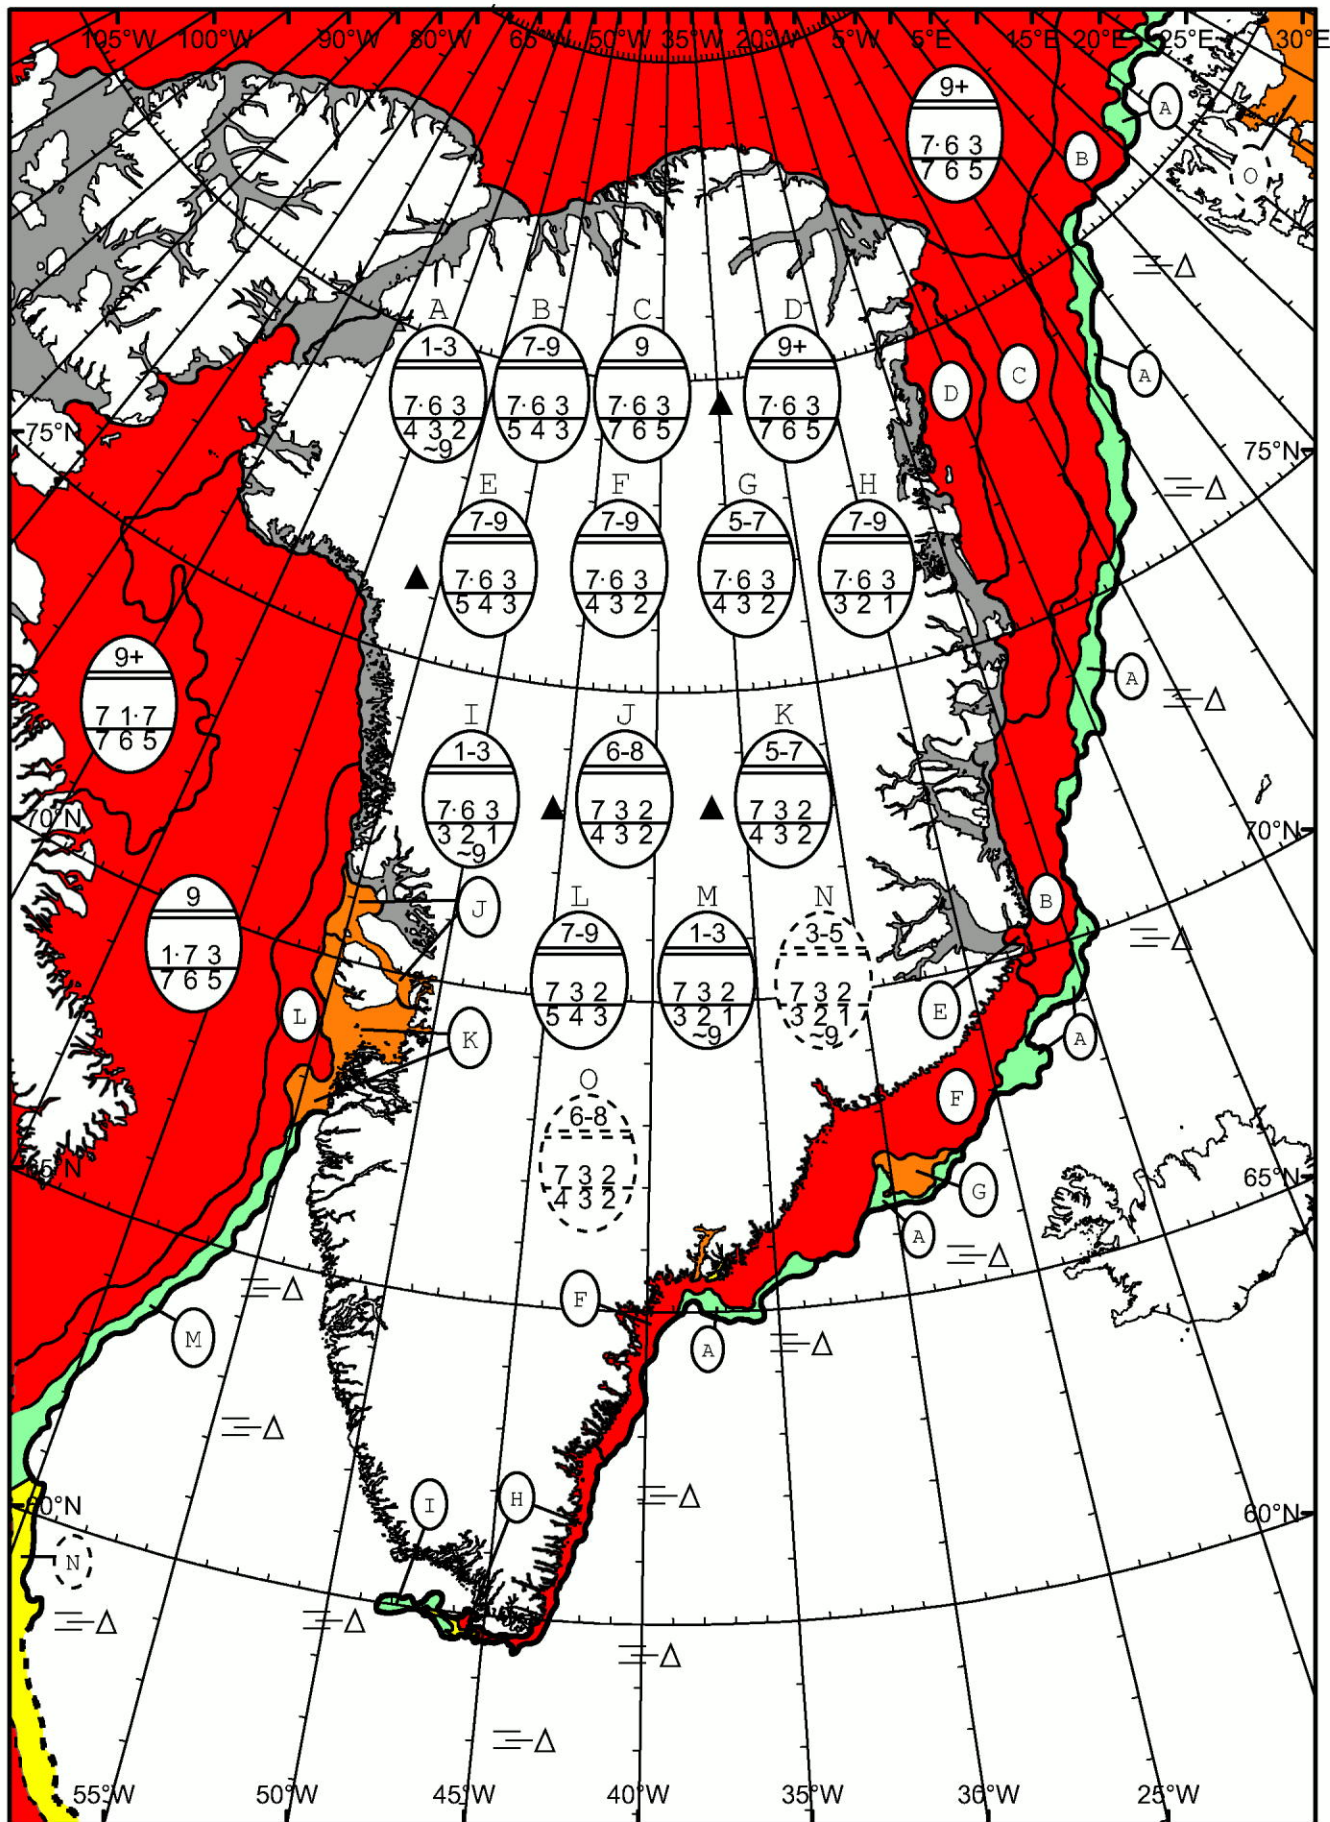 105°W 100°W 90°W 80°W 65°W 50°W 35°W 20°W 5°W 5°E 15°E 20°E 25°E 30°E
9+
7·6 3
7 6 5
A
B
O
A
B
C
D
1-3
7-9
9
9+
7·6 3
7·6 3
7·6 3
7·6 3
4 3 2
5 4 3
7 6 5
7 6 5
~9
D
C
A
75°N
75°N
E
F
G
H
7-9
7-9
5-7
7-9
7·6 3
7·6 3
7·6 3
7·6 3
5 4 3
4 3 2
4 3 2
3 2 1
9+
7 1·7
7 6 5
A
I
J
K
1-3
6-8
5-7
7·6 3
7 3 2
7 3 2
3 2 1
4 3 2
4 3 2
~9
70°N
70°N
9
1·7 3
7 6 5
J
B
L
M
N
7-9
1-3
3-5
7 3 2
7 3 2
7 3 2
5 4 3
3 2 1
3 2 1
~9
~9
L
K
E
A
O
6-8
7 3 2
4 3 2
F
65°N
65°N
G
A
F
A
M
I
H
60°N
60°N
N
55°W 50°W 45°W 40°W 35°W 30°W 25°W